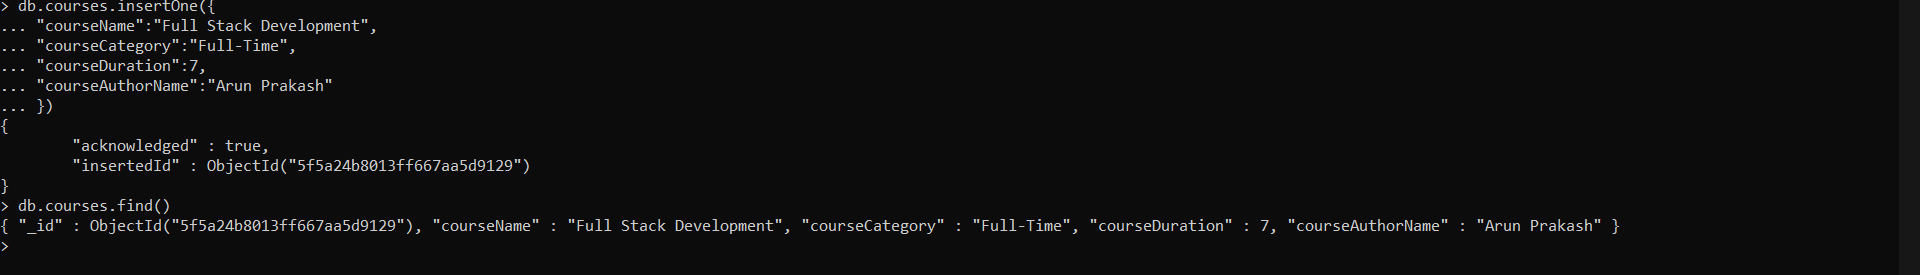 > db.courses.insertOne({
... "courseName":"Full Stack Development",
... "courseCategory":"Full-Time",
... "courseDuration":7,
... "courseAuthorName":"Arun Prakash"
... })
{
        "acknowledged" : true,
        "insertedId" : ObjectId("5f5a24b8013ff667aa5d9129")
}
> db.courses.find()
{ "_id" : ObjectId("5f5a24b8013ff667aa5d9129"), "courseName" : "Full Stack Development", "courseCategory" : "Full-Time", "courseDuration" : 7, "courseAuthorName" : "Arun Prakash" }
>